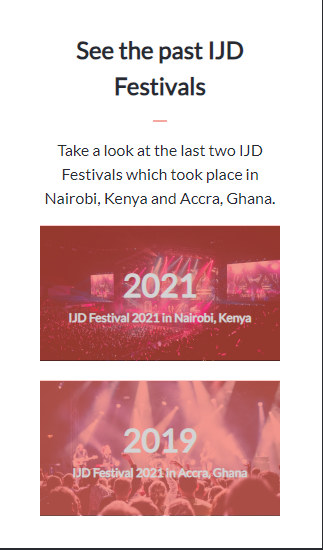 See the past IJD
Festivals
Take a look at the last two IJD
Festivals which took place in
Nairobi, Kenya and Accra, Ghana.
2021
IJD Festival 2021 in Nairobi, Kenya
2019
IJD Festival 2021 in Accra, Ghana